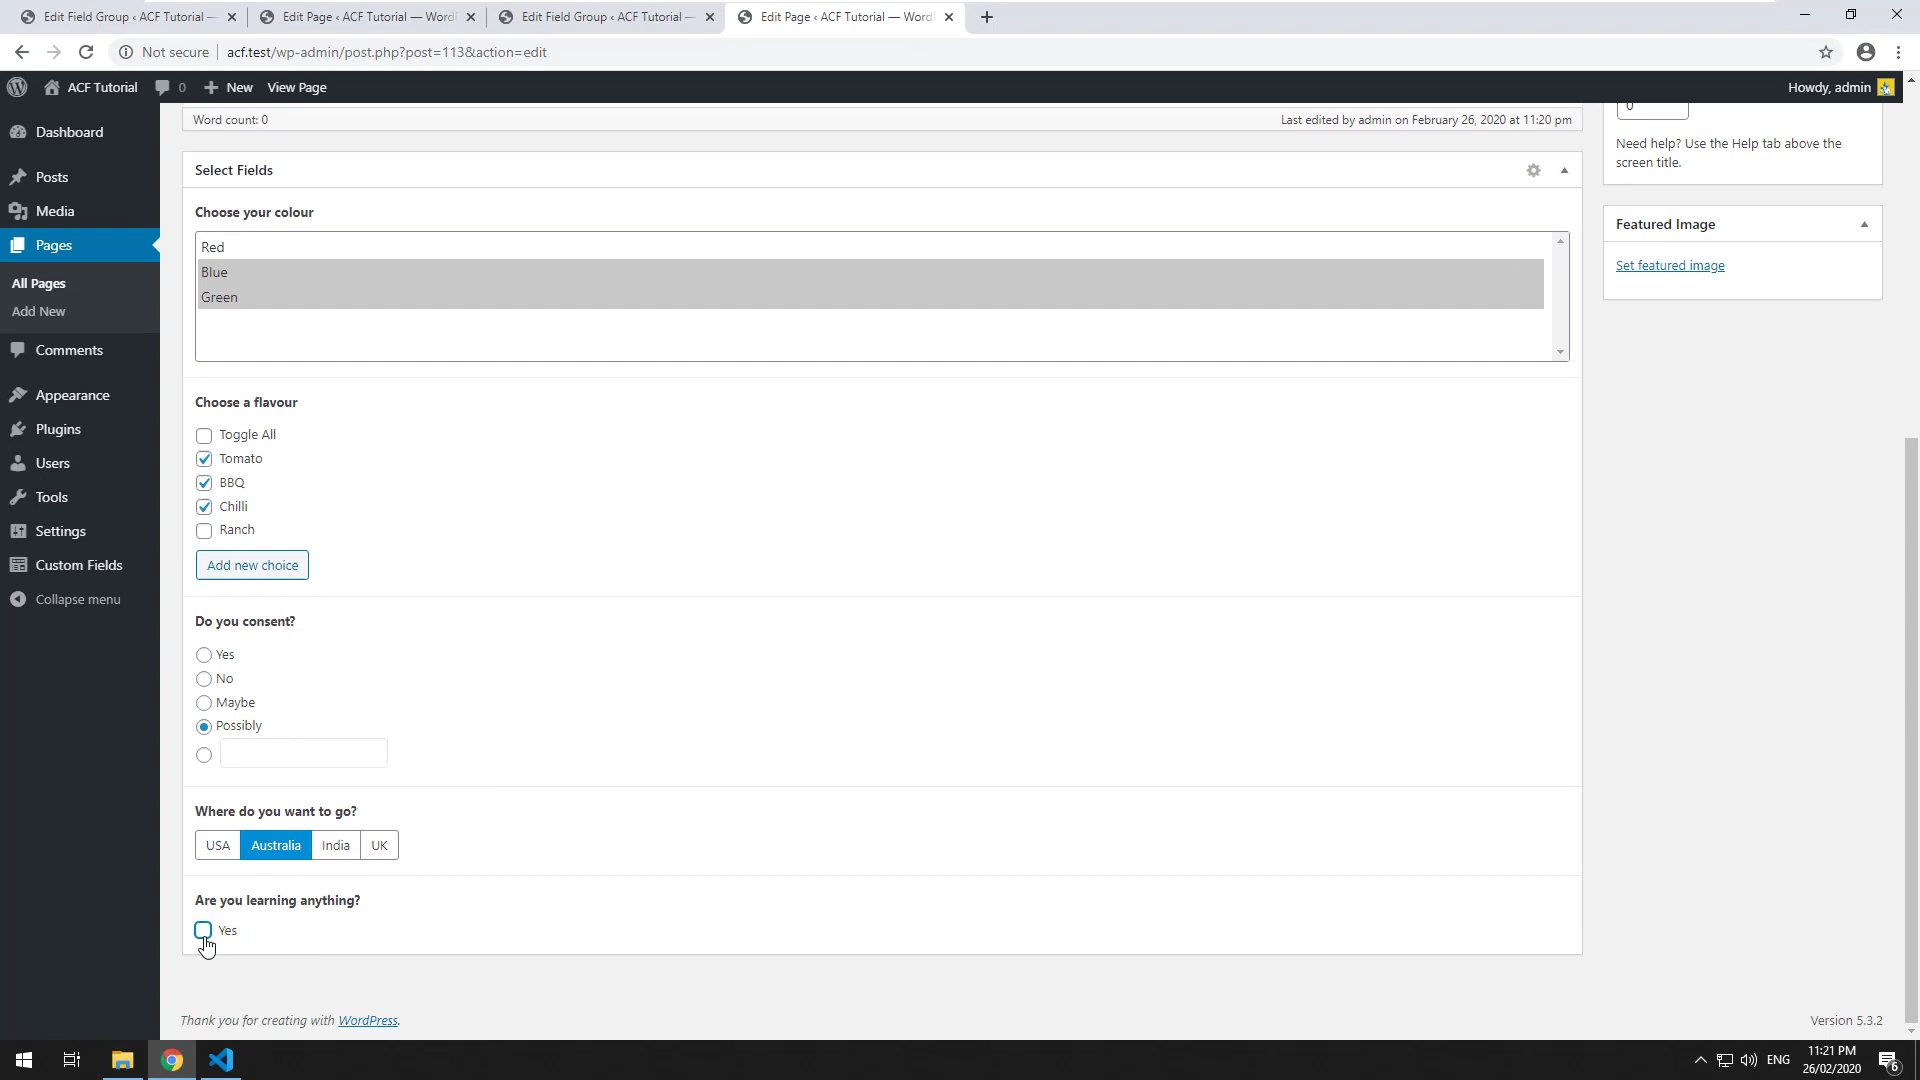 Edit Field Group ‹ ACF Tutorial —
Edit Page ‹ ACF Tutorial — Word
Edit Field Group ‹ ACF Tutorial —
Edit Page ‹ ACF Tutorial — Word
Not secure
acf.test/wp-admin/post.php?post=113&action=edit
ACF Tutorial
0
New
View Page
Howdy, admin
Dashboard
Posts
Media
Pages
All Pages
Add New
Comments
Appearance
Plugins
Users
Tools
Settings
Custom Fields
Collapse menu
Word count: 0
Last edited by admin on February 26, 2020 at 11:20 pm
Select Fields
Choose your colour
Red
Blue
Green
Choose a flavour
Toggle All
Tomato
BBQ
Chilli
Ranch
Add new choice
Do you consent?
Yes
No
Maybe
Possibly
Where do you want to go?
USA
Australia
India
UK
Are you learning anything?
Yes
0
Need help? Use the Help tab above the
screen title.
Featured Image
Set featured image
Thank you for creating with WordPress.
Version 5.3.2
ENG
11:21 PM
26/02/2020
6